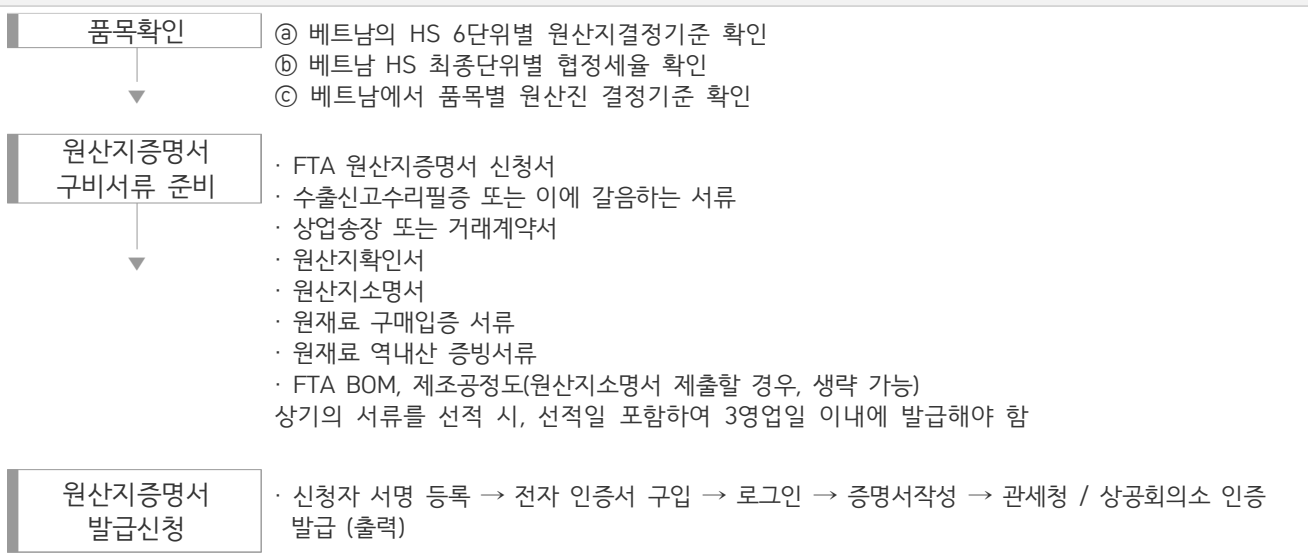 품목확인
ⓐ 베트남의 HS 6단위별 원산지결정기준 확인
ⓑ 베트남 HS 최종단위별 협정세율 확인
ⓒ 베트남에서 품목별 원산진 결정기준 확인
원산지증명서
구비서류 준비
· FTA 원산지증명서 신청서
· 수출신고수리필증 또는 이에 갈음하는 서류
· 상업송장 또는 거래계약서
· 원산지확인서
· 원산지소명서
· 원재료 구매입증 서류
· 원재료 역내산 증빙서류
· FTA BOM, 제조공정도(원산지소명서 제출할 경우, 생략 가능)
상기의 서류를 선적 시, 선적일 포함하여 3영업일 이내에 발급해야 함
원산지증명서
발급신청
· 신청자 서명 등록 → 전자 인증서 구입 → 로그인 → 증명서작성 → 관세청 / 상공회의소 인증
발급 (출력)